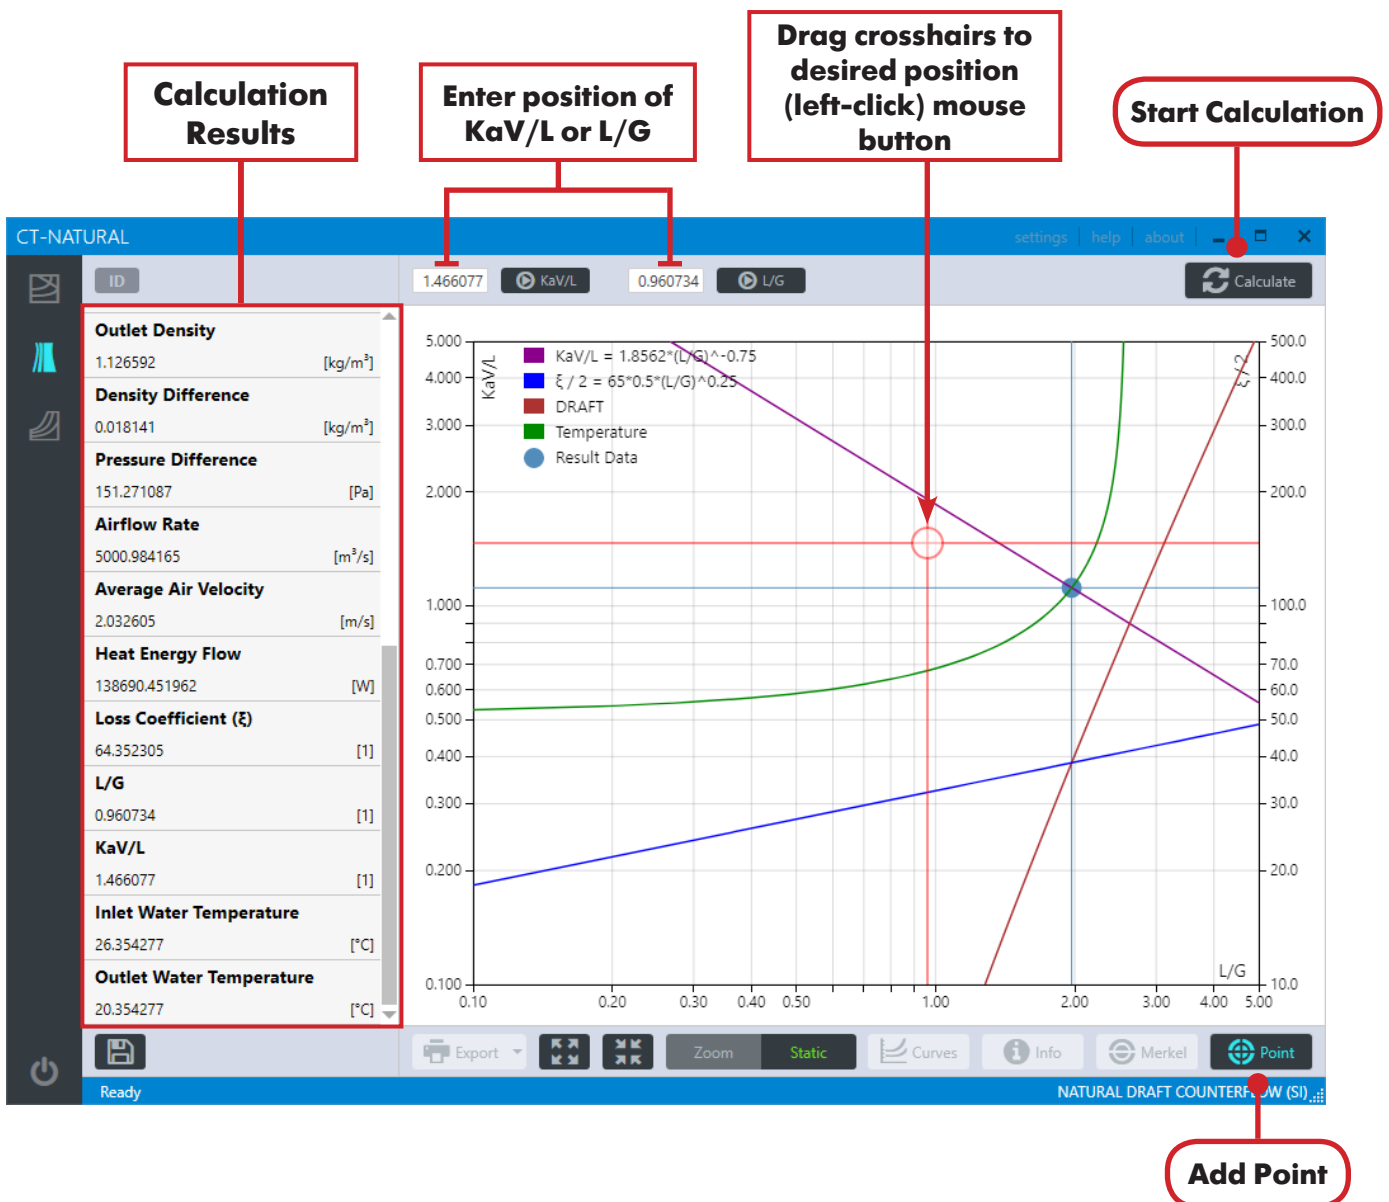 Drag crosshairs to
desired position
(left-click) mouse
button
Calculation
Results
Enter position of
KaV/L or L/G
Start Calculation
CT-NATURAL
settings
help
about
ID
1.466077
KaV/L
0.960734
L/G
Calculate
Outlet Density
1.126592 [kg/m³]
Density Difference
0.018141 [kg/m³]
Pressure Difference
151.271087 [Pa]
Airflow Rate
5000.984165 [m³/s]
Average Air Velocity
2.032605 [m/s]
Heat Energy Flow
138690.451962 [W]
Loss Coefficient (ξ)
64.352305 [1]
L/G
0.960734 [1]
KaV/L
1.466077 [1]
Inlet Water Temperature
26.354277 [°C]
Outlet Water Temperature
20.354277 [°C]
5.000
4.000
3.000
2.000
1.000
0.700
0.600
0.500
0.400
0.300
0.200
0.100
KaV/L
KaV/L = 1.8562*(L/G)^-0.75
ξ / 2 = 65*0.5*(L/G)^0.25
DRAFT
Temperature
Result Data
ξ / 2
500.0
400.0
300.0
200.0
100.0
70.0
60.0
50.0
40.0
30.0
20.0
10.0
L/G
0.10 0.20 0.30 0.40 0.50 1.00 2.00 3.00 4.00 5.00
Export
Zoom
Static
Curves
Info
Merkel
Point
Ready
NATURAL DRAFT COUNTERFLOW (SI)
Add Point